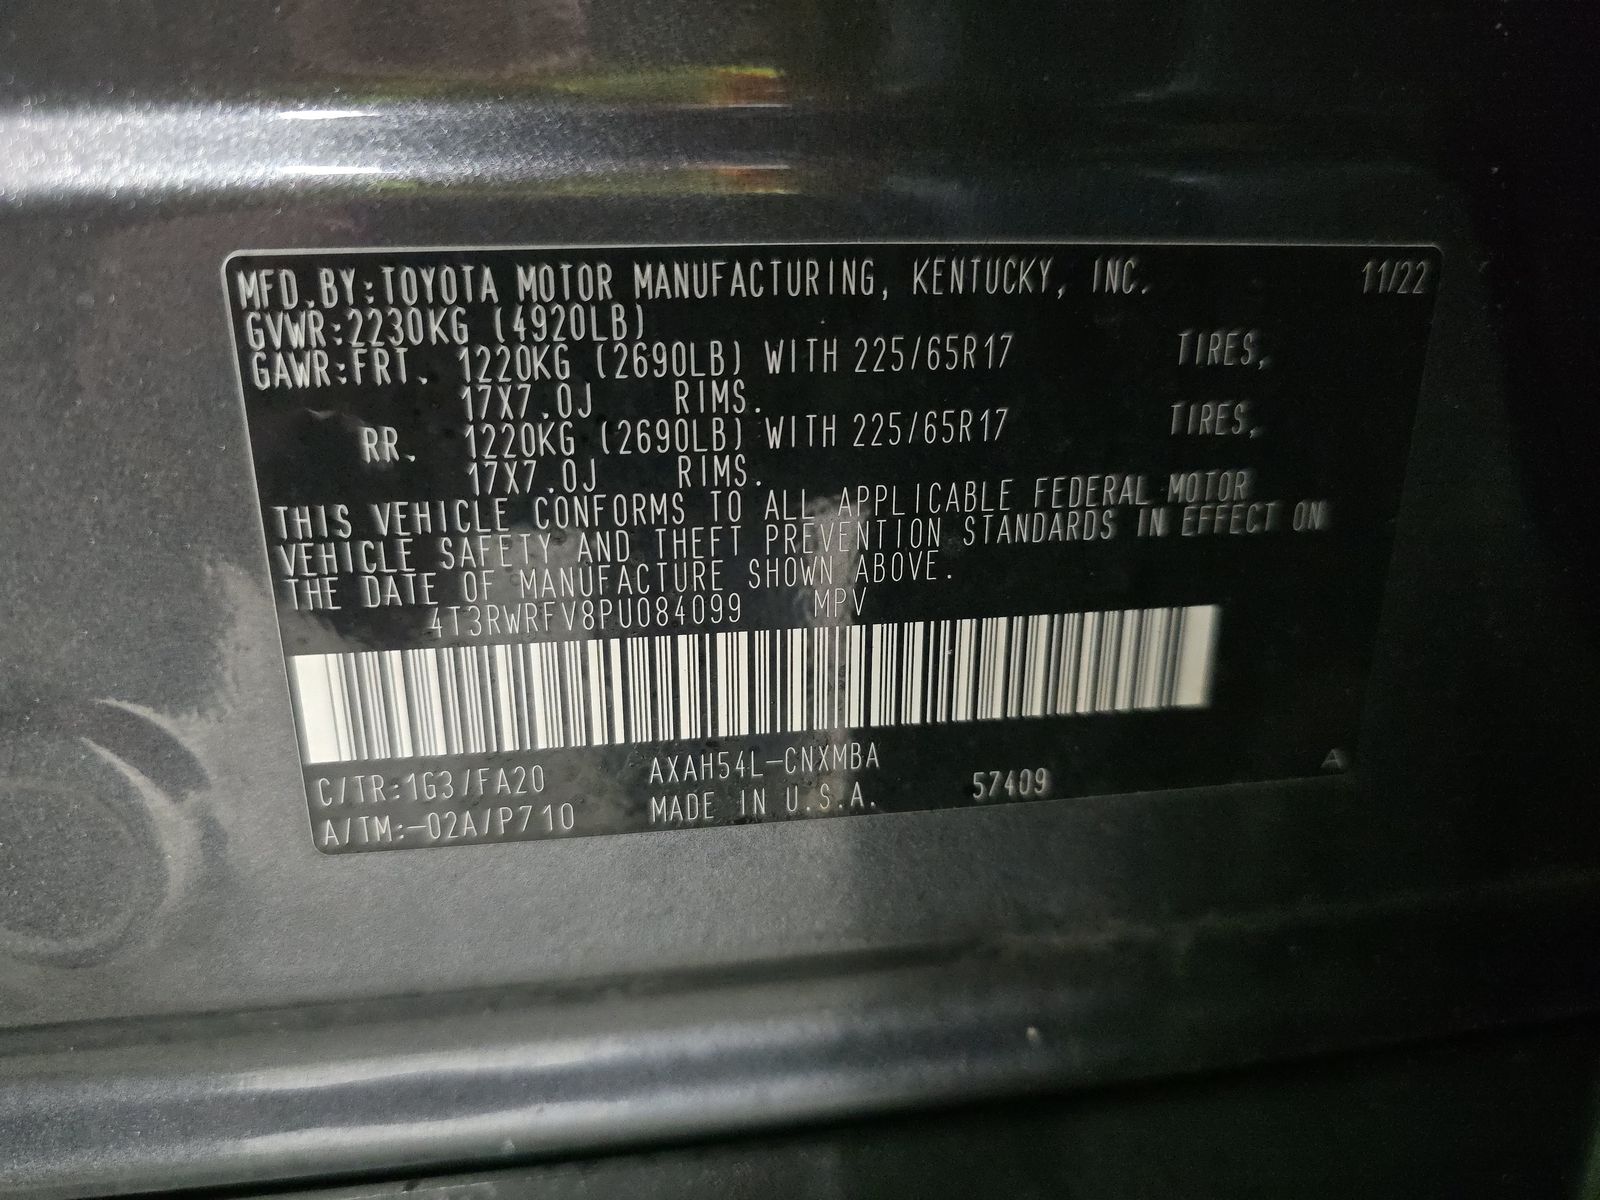 MFD.BY:TOYOTA MOTOR MANUFACTURING, KENTUCKY, INC. 11/22
GVWR:2230KG (4920LB)
GAWR:FRT. 1220KG (2690LB) WITH 225/65R17 TIRES,
17X7.0J RIMS.
RR. 1220KG (2690LB) WITH 225/65R17 TIRES,
17X7.0J RIMS.
THIS VEHICLE CONFORMS TO ALL APPLICABLE FEDERAL MOTOR
VEHICLE SAFETY AND THEFT PREVENTION STANDARDS IN EFFECT ON
THE DATE OF MANUFACTURE SHOWN ABOVE.
4T3RWRFV8PU084099 MPV
C/TR:1G3/FA20 AXAH54L-CNXMBA A
A/TM:-02A/P710 MADE IN U.S.A. 57409